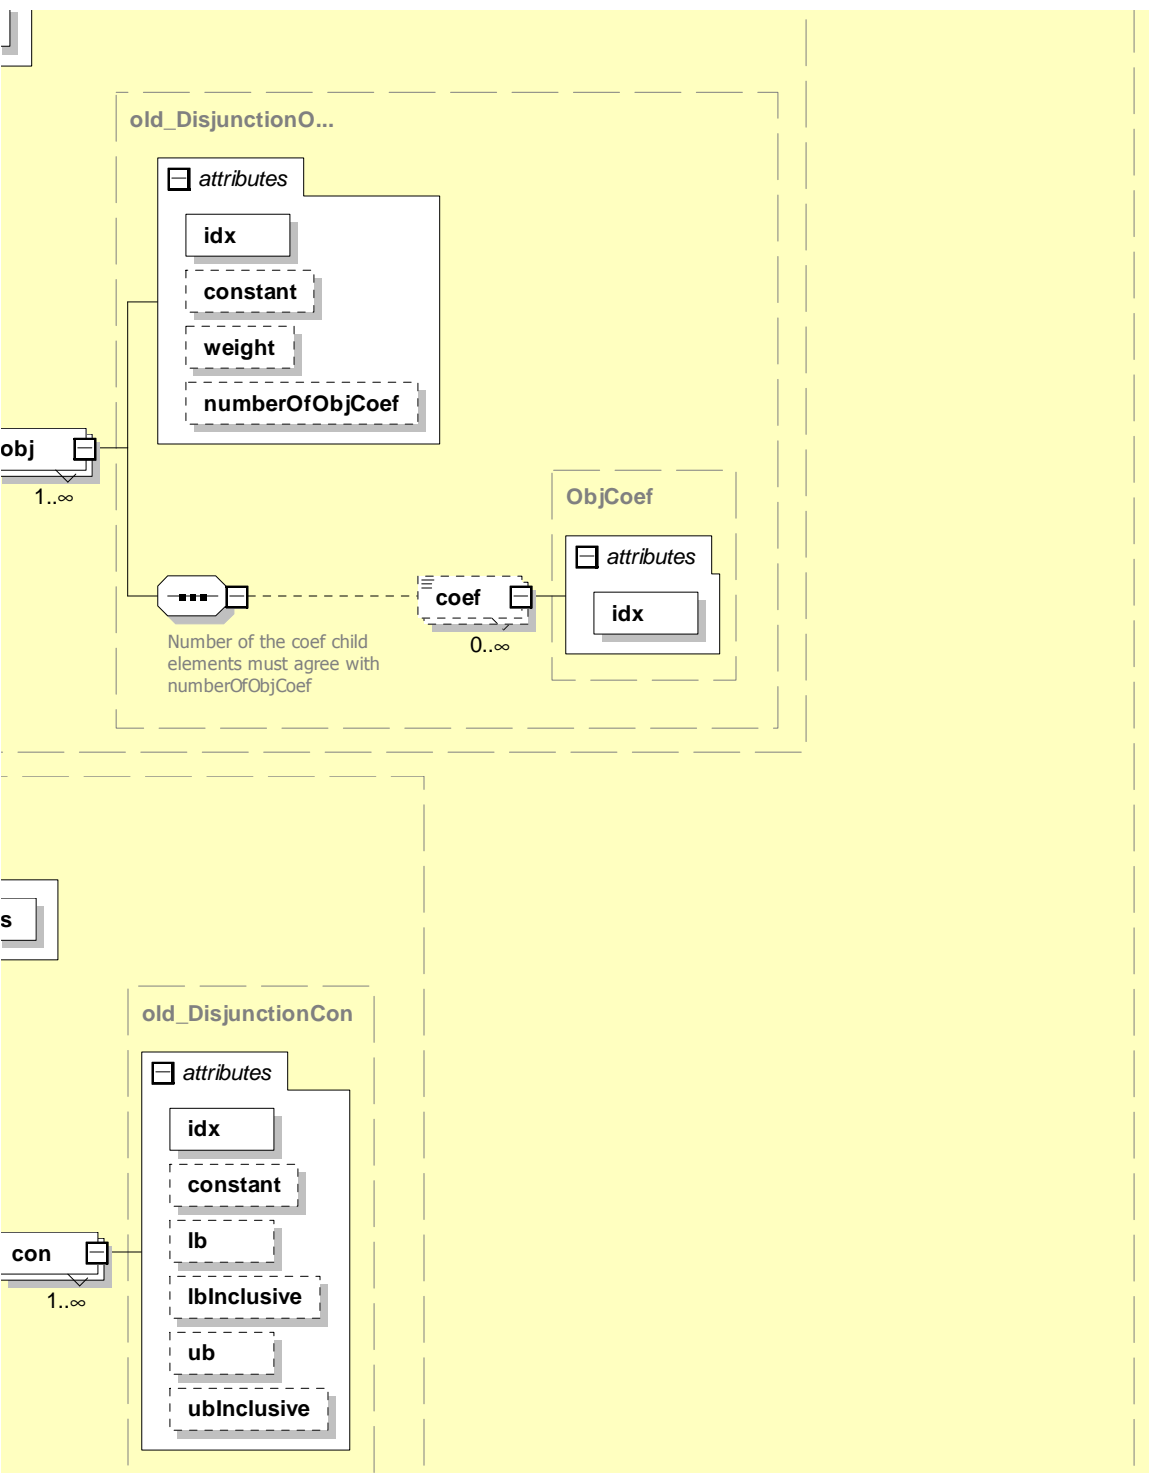 old_DisjunctionO...
attributes
idx
constant
weight
numberOfObjCoef
obj
1..∞
ObjCoef
attributes
coef
idx
0..∞
Number of the coef child
elements must agree with
numberOfObjCoef
s
old_DisjunctionCon
attributes
idx
constant
lb
con
lbInclusive
1..∞
ub
ubInclusive